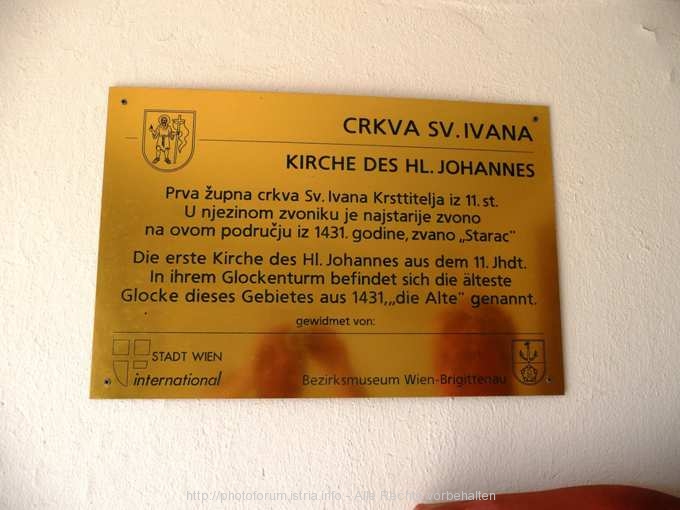 CRKVA SV. IVANA
KIRCHE DES HL. JOHANNES
Prva župna crkva Sv. Ivana Krsttitelja iz 11. st.
U njezinom zvoniku je najstarije zvono
na ovom području iz 1431. godine, zvano „Starac“
Die erste Kirche des Hl. Johannes aus dem 11. Jhdt.
In ihrem Glockenturm befindet sich die älteste
Glocke dieses Gebietes aus 1431,„die Alte“ genannt.
gewidmet von:
STADT WIEN
international
Bezirksmuseum Wien-Brigittenau
http://photoforum.istria.info - Alle Rechte vorbehalten